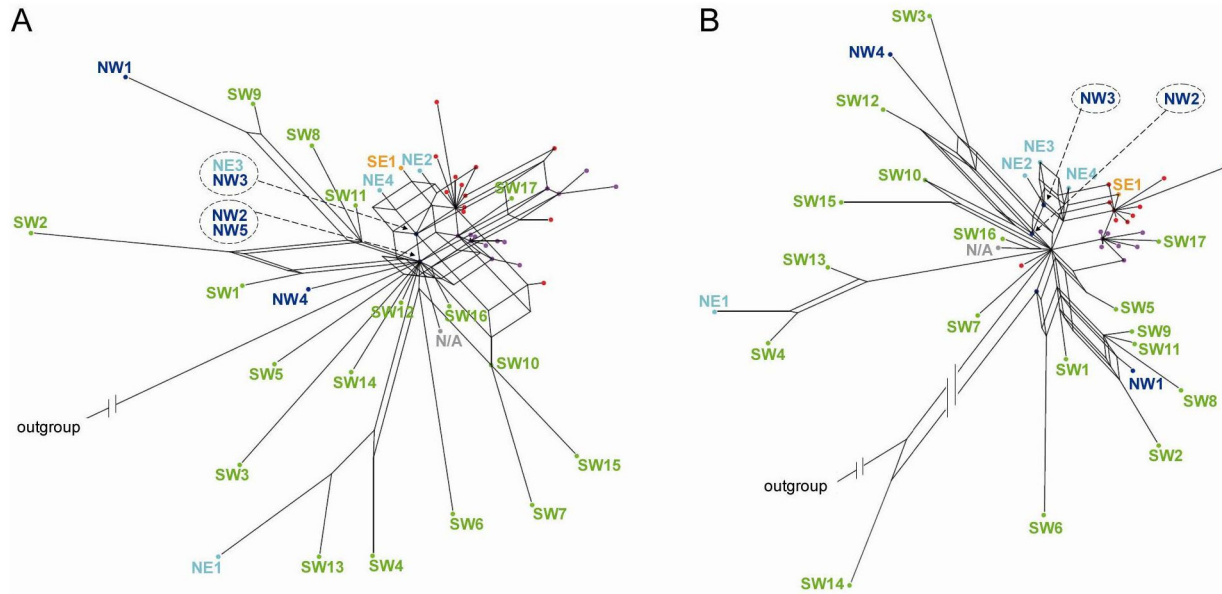 A
NW1
SW9
SW8
NE3
NW3
SE1
NE2
NE4
SW11
SW17
NW2
NW5
SW2
SW1
NW4
SW12
SW16
N/A
SW5
SW14
SW10
outgroup
SW3
SW15
SW6
SW7
NE1
SW13
SW4
B
SW3
NW4
NW3
NW2
SW12
NE3
NE2
NE4
SW10
SE1
SW15
SW16
SW17
N/A
SW13
NE1
SW5
SW7
SW9
SW11
SW4
SW1
NW1
SW8
SW2
outgroup
SW6
SW14